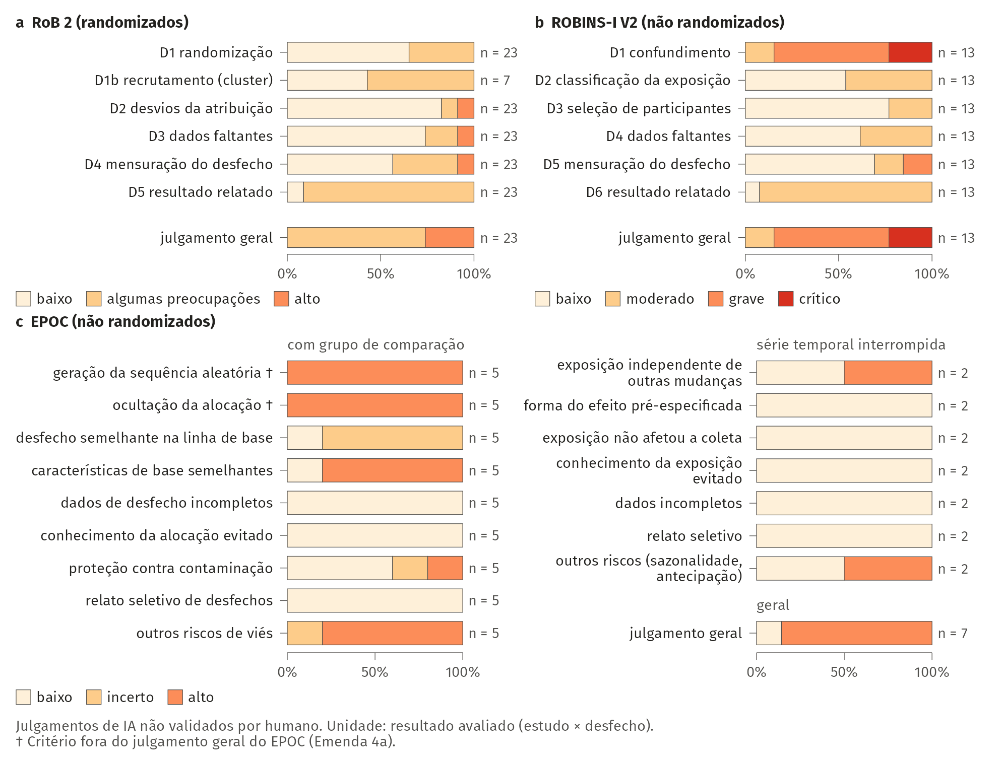 a RoB 2 (randomizados)
D1 randomização n = 23
D1b recrutamento (cluster) n = 7
D2 desvios da atribuição n = 23
D3 dados faltantes n = 23
D4 mensuração do desfecho n = 23
D5 resultado relatado n = 23
julgamento geral n = 23
0% 50% 100%
baixo algumas preocupações alto
b ROBINS-I V2 (não randomizados)
D1 confundimento n = 13
D2 classificação da exposição n = 13
D3 seleção de participantes n = 13
D4 dados faltantes n = 13
D5 mensuração do desfecho n = 13
D6 resultado relatado n = 13
julgamento geral n = 13
0% 50% 100%
baixo moderado grave crítico
c EPOC (não randomizados)
com grupo de comparação
geração da sequência aleatória † n = 5
ocultação da alocação † n = 5
desfecho semelhante na linha de base n = 5
características de base semelhantes n = 5
dados de desfecho incompletos n = 5
conhecimento da alocação evitado n = 5
proteção contra contaminação n = 5
relato seletivo de desfechos n = 5
outros riscos de viés n = 5
0% 50% 100%
série temporal interrompida
exposição independente de
outras mudanças n = 2
forma do efeito pré-especificada n = 2
exposição não afetou a coleta n = 2
conhecimento da exposição
evitado n = 2
dados incompletos n = 2
relato seletivo n = 2
outros riscos (sazonalidade,
antecipação) n = 2
geral
julgamento geral n = 7
0% 50% 100%
baixo incerto alto
Julgamentos de IA não validados por humano. Unidade: resultado avaliado (estudo × desfecho).
† Critério fora do julgamento geral do EPOC (Emenda 4a).